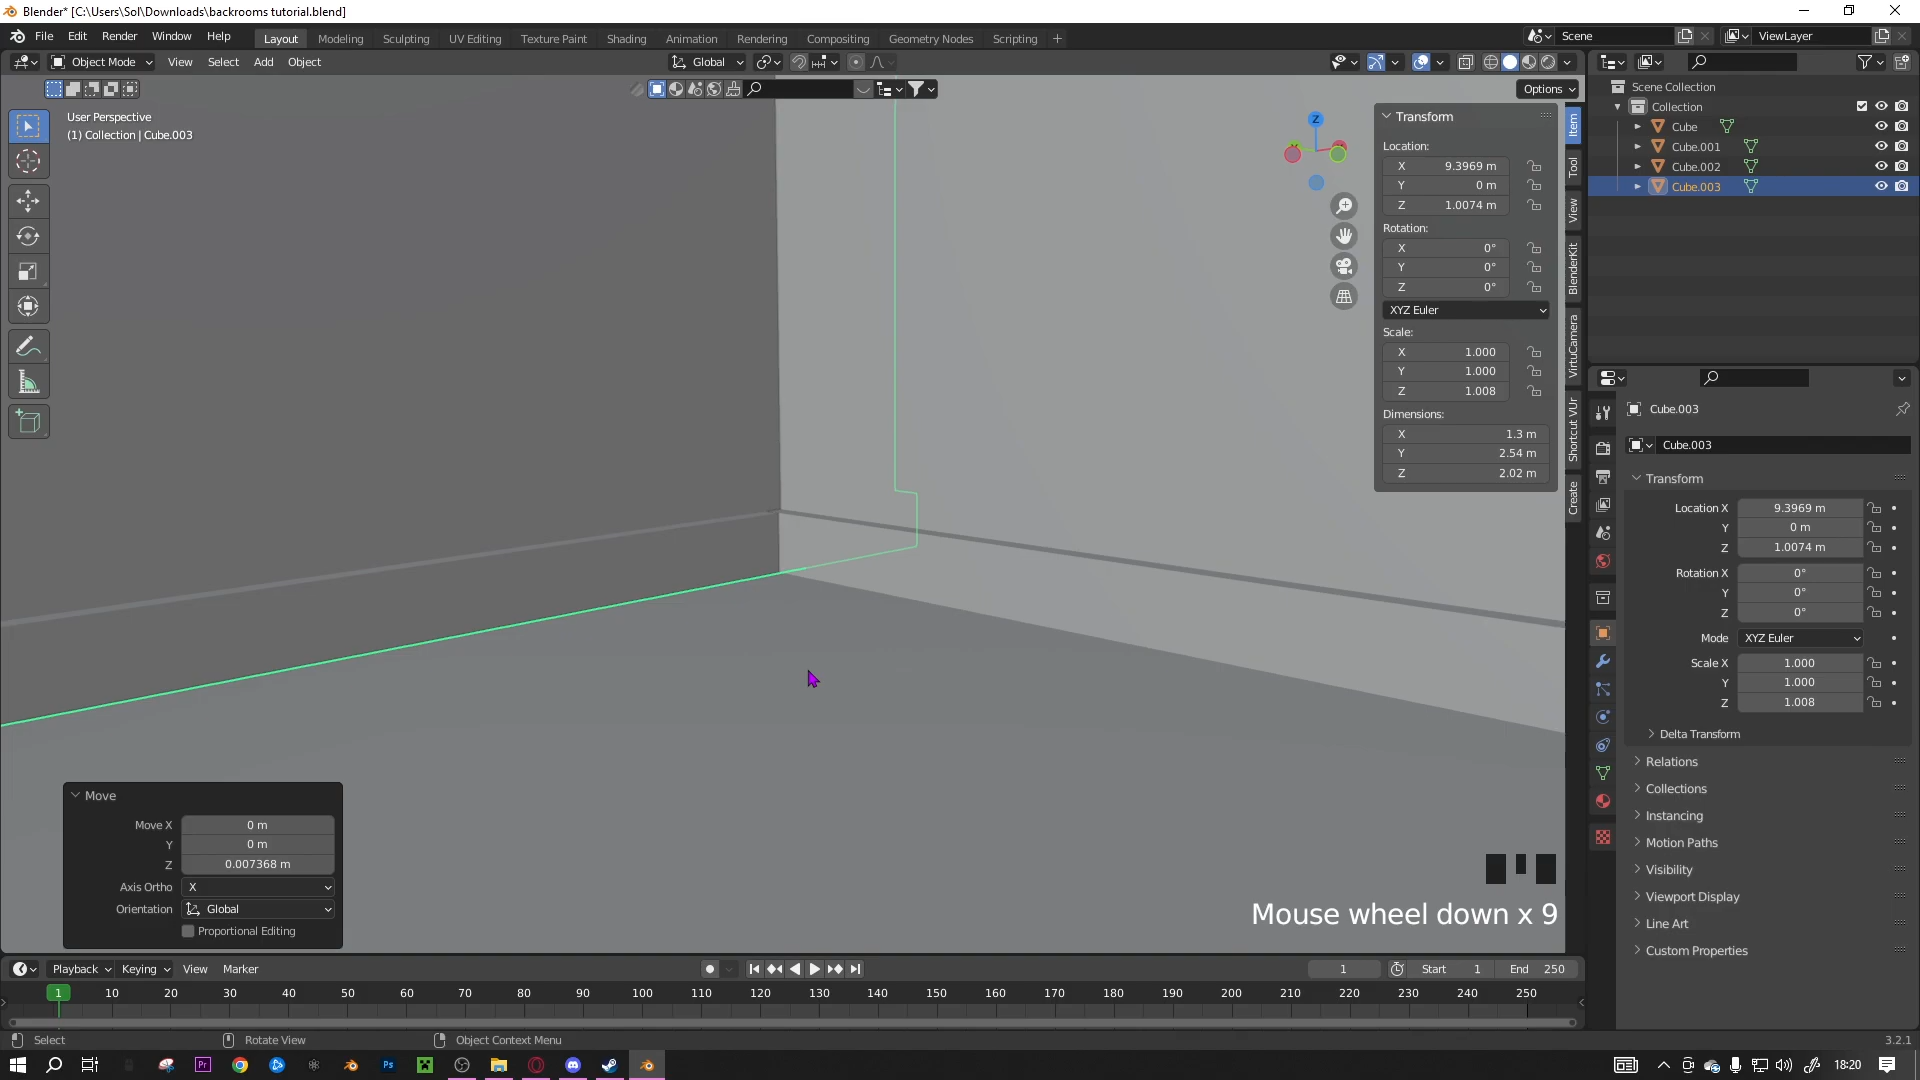 Blender* [C:\Users\Sol\Downloads\backrooms tutorial.blend]
File Edit Render Window Help Layout Modeling Sculpting UV Editing Texture Paint Shading Animation Rendering Compositing Geometry Nodes Scripting Scene ViewLayer
Object Mode View Select Add Object Global
Options
User Perspective
(1) Collection | Cube.003
Z
Transform
Location:
X 9.3969 m
Y 0 m
Z 1.0074 m
Rotation:
X 0°
Y 0°
Z 0°
XYZ Euler
Scale:
X 1.000
Y 1.000
Z 1.008
Dimensions:
X 1.3 m
Y 2.54 m
Z 2.02 m
Item
Tool
View
BlenderKit
VirtuCamera
Shortcut VUr
Create
Scene Collection
Collection
Cube
Cube.001
Cube.002
Cube.003
Cube.003
Cube.003
Transform
Location X 9.3969 m
Y 0 m
Z 1.0074 m
Rotation X 0°
Y 0°
Z 0°
Mode XYZ Euler
Scale X 1.000
Y 1.000
Z 1.008
Delta Transform
Relations
Collections
Instancing
Motion Paths
Visibility
Viewport Display
Line Art
Custom Properties
Move
Move X 0 m
Y 0 m
Z 0.007368 m
Axis Ortho X
Orientation Global
Proportional Editing
Mouse wheel down x 9
Playback Keying View Marker 1 Start 1 End 250
1 10 20 30 40 50 60 70 80 90 100 110 120 130 140 150 160 170 180 190 200 210 220 230 240 250
Select Rotate View Object Context Menu 3.2.1
Pr Ps 18:20